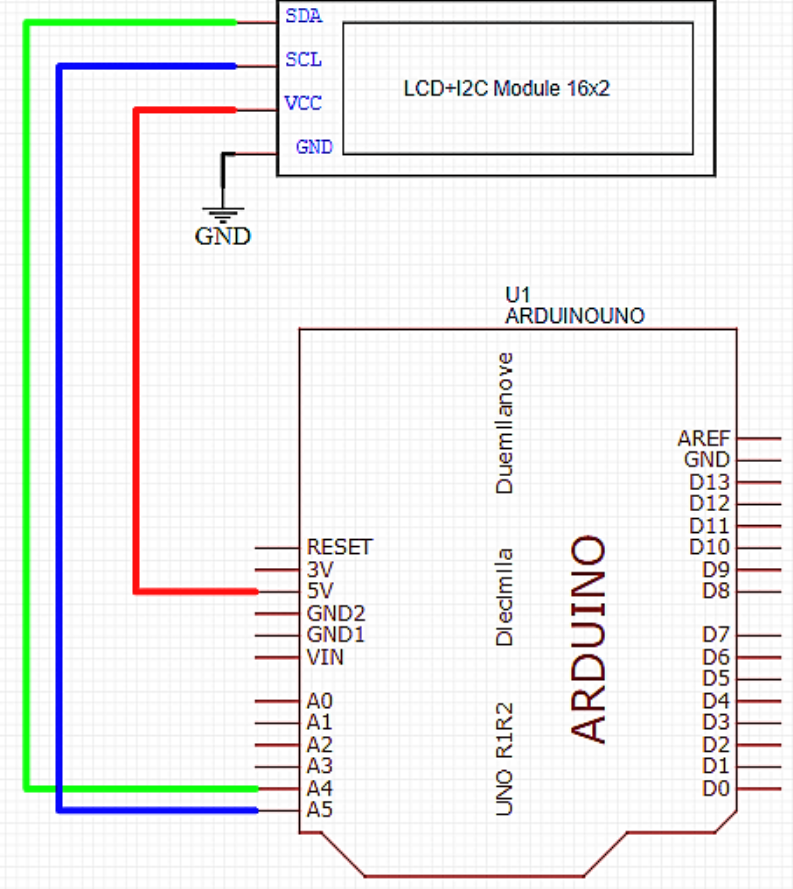 SDA
SCL
VCC
GND
LCD+I2C Module 16x2
GND
U1
ARDUINOUNO
Duemilanove
Diecimila
UNO R1R2
ARDUINO
RESET
3V
5V
GND2
GND1
VIN
A0
A1
A2
A3
A4
A5
AREF
GND
D13
D12
D11
D10
D9
D8
D7
D6
D5
D4
D3
D2
D1
D0